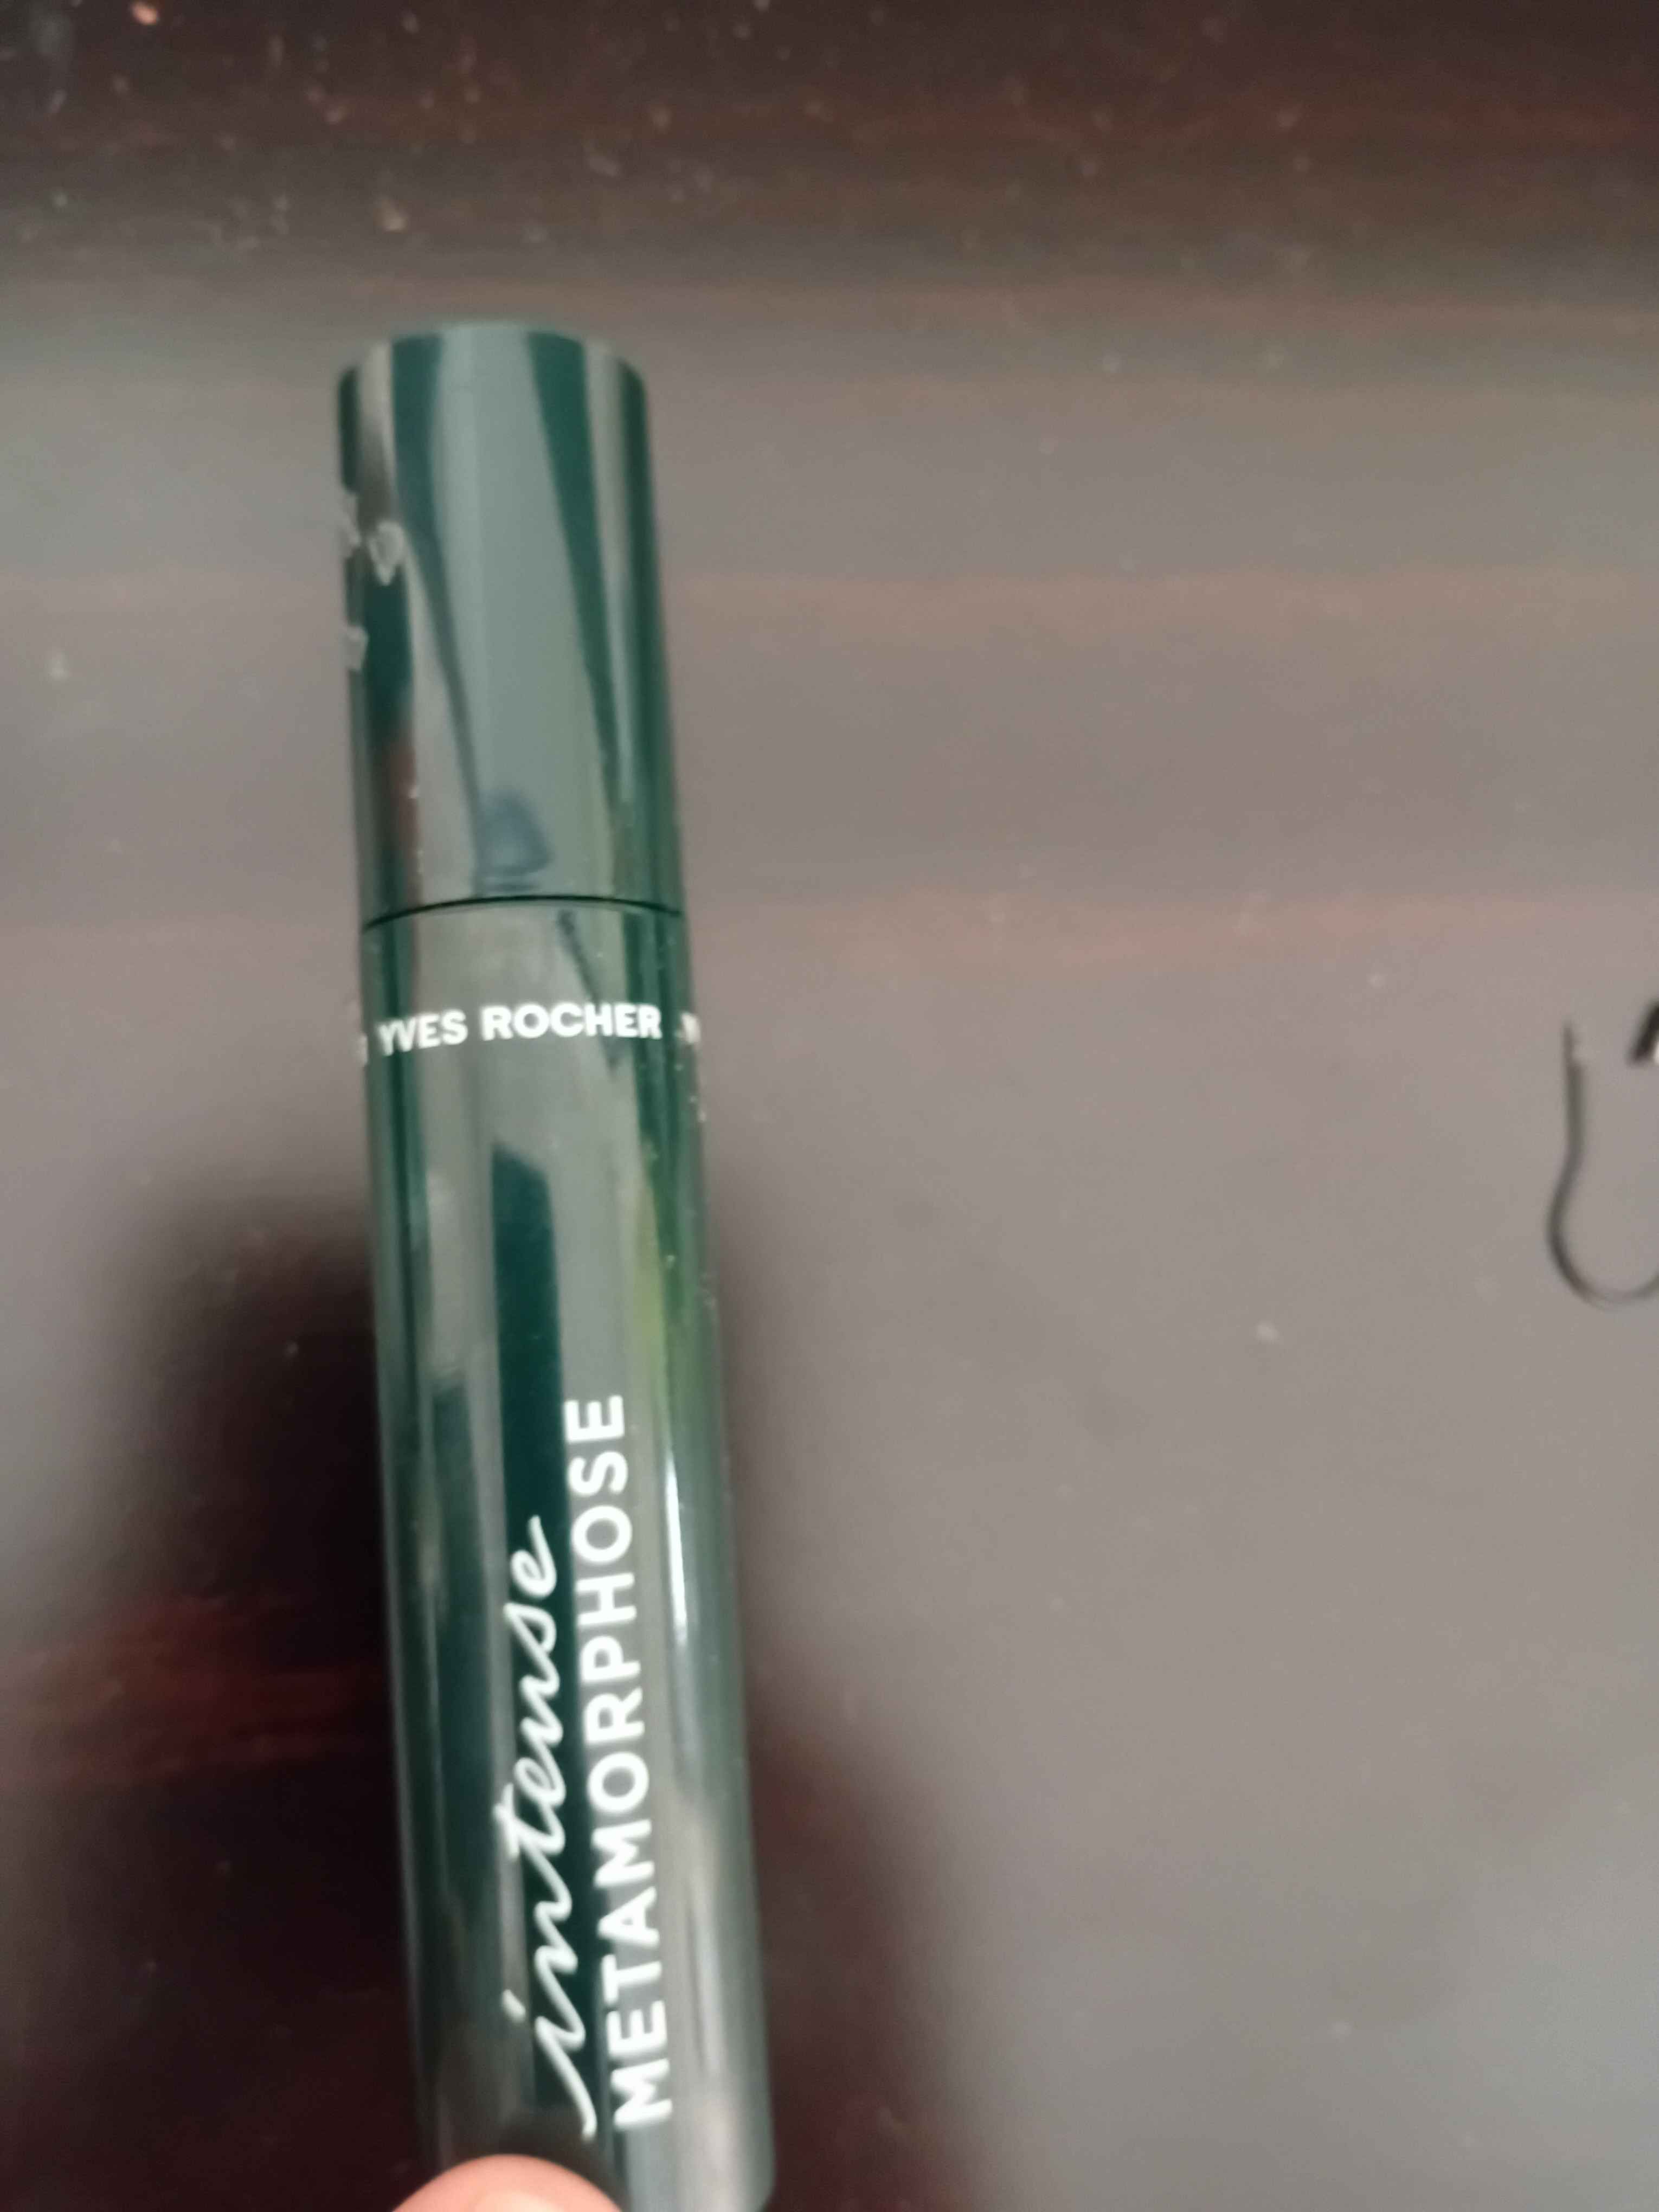 YVES ROCHER
intense
METAMORPHOSE